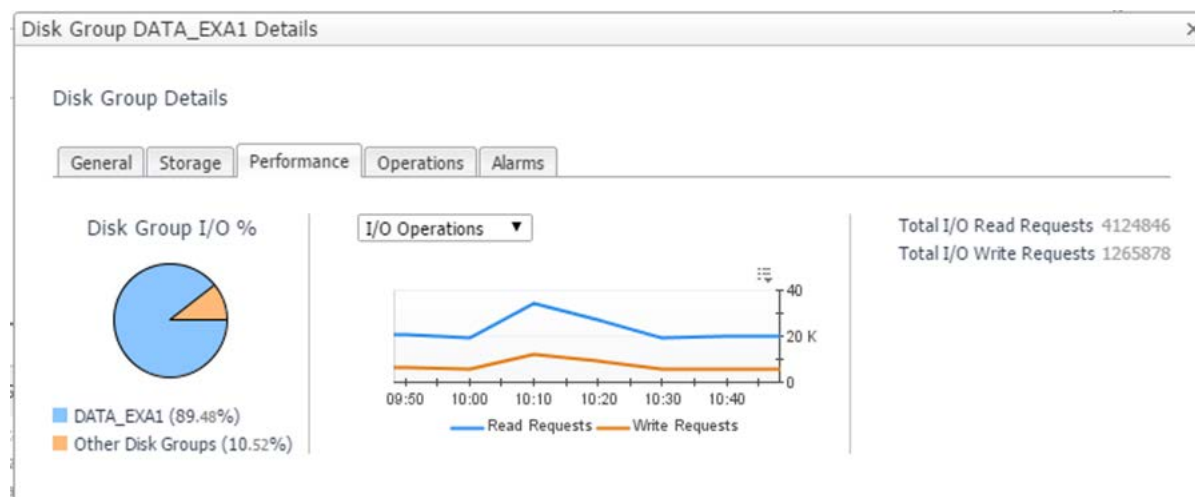 Disk Group DATA_EXA1 Details
Disk Group Details
General Storage Performance Operations Alarms
Disk Group I/O %
DATA_EXA1 (89.48%)
Other Disk Groups (10.52%)
I/O Operations
40
20 K
0
09:50 10:00 10:10 10:20 10:30 10:40
Read Requests Write Requests
Total I/O Read Requests 4124846
Total I/O Write Requests 1265878